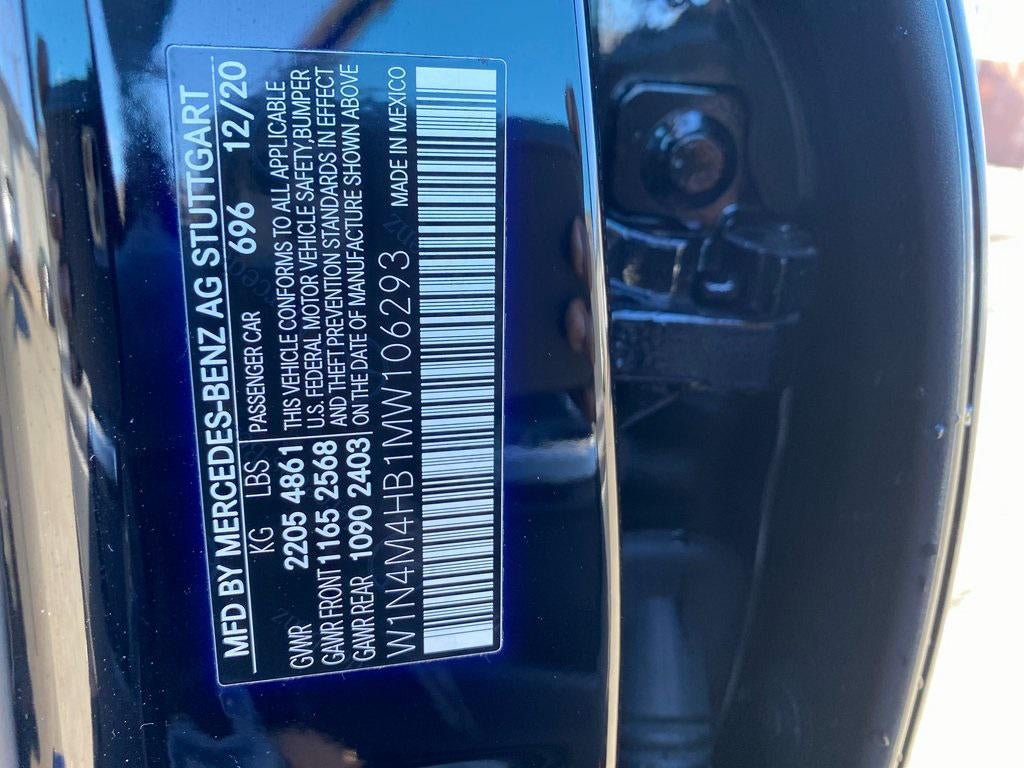 MFD BY MERCEDES-BENZ AG STUTTGART
KG LBS PASSENGER CAR 696 12/20
GVWR 2205 4861 THIS VEHICLE CONFORMS TO ALL APPLICABLE
GAWR FRONT 1165 2568 U.S. FEDERAL MOTOR VEHICLE SAFETY,BUMPER
GAWR REAR 1090 2403 AND THEFT PREVENTION STANDARDS IN EFFECT
ON THE DATE OF MANUFACTURE SHOWN ABOVE
W1N4M4HB1MW106293 MADE IN MEXICO